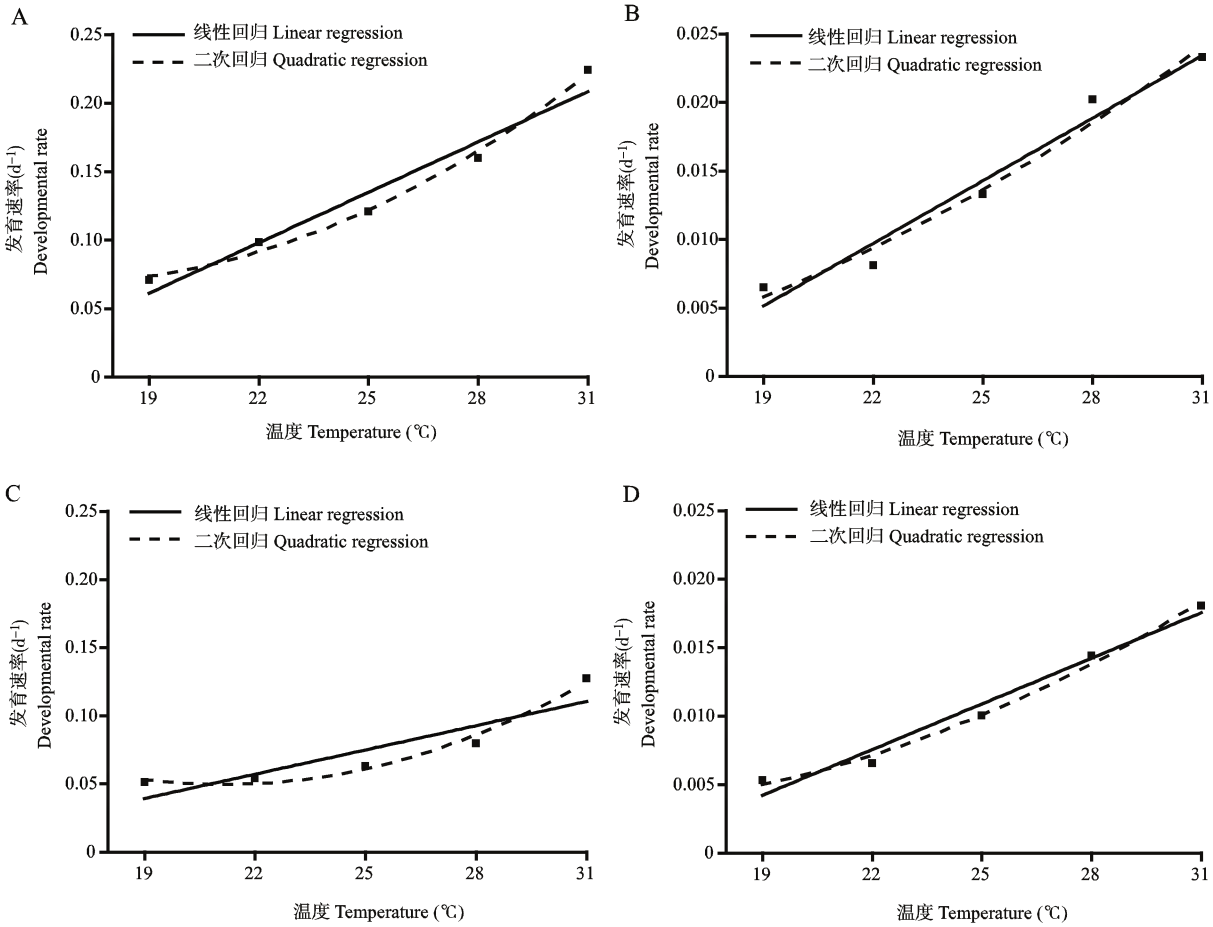 A
线性回归 Linear regression
二次回归 Quadratic regression
发育速率(d⁻¹)
Developmental rate
0.25
0.20
0.15
0.10
0.05
0
19 22 25 28 31
温度 Temperature (℃)
B
线性回归 Linear regression
二次回归 Quadratic regression
发育速率(d⁻¹)
Developmental rate
0.025
0.020
0.015
0.010
0.005
0
19 22 25 28 31
温度 Temperature (℃)
C
线性回归 Linear regression
二次回归 Quadratic regression
发育速率(d⁻¹)
Developmental rate
0.25
0.20
0.15
0.10
0.05
0
19 22 25 28 31
温度 Temperature (℃)
D
线性回归 Linear regression
二次回归 Quadratic regression
发育速率(d⁻¹)
Developmental rate
0.025
0.020
0.015
0.010
0.005
0
19 22 25 28 31
温度 Temperature (℃)